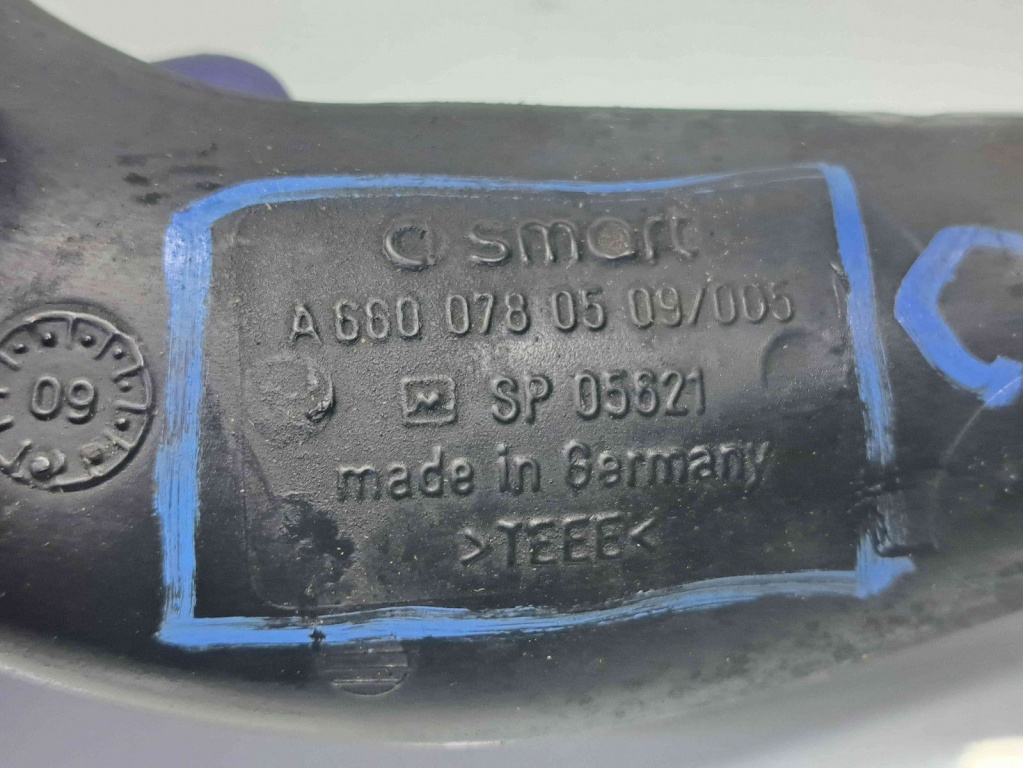 smart
A 660 078 05 09/005
SP 05621
made in Germany
>TEEE<
09